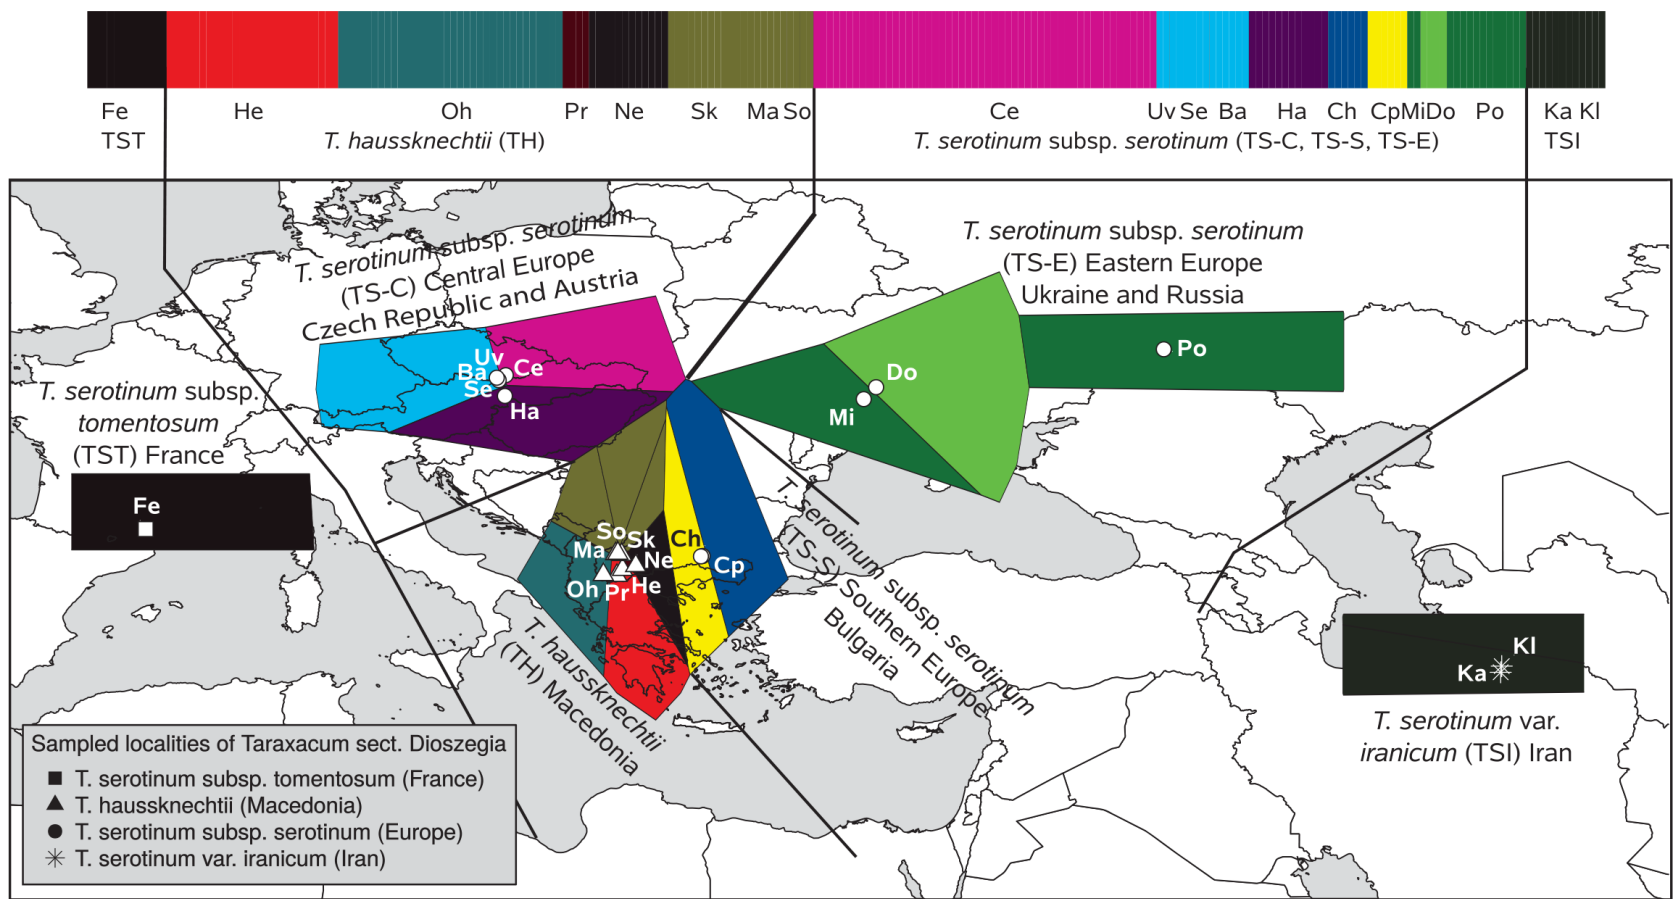 Fe He Oh Pr Ne Sk Ma So Ce Uv Se Ba Ha Ch Cp Mi Do Po Ka Kl
TST T. haussknechtii (TH) T. serotinum subsp. serotinum (TS-C, TS-S, TS-E) TSI
T. serotinum subsp. serotinum
(TS-C) Central Europe
Czech Republic and Austria
T. serotinum subsp. serotinum
(TS-E) Eastern Europe
Ukraine and Russia
Uv
Ba
Ce
Se
Ha
Do
Mi
Po
T. serotinum subsp.
tomentosum
(TST) France
Fe
So
Sk
Ma
Ne
Oh
Pr
He
Ch
Cp
T. serotinum subsp. serotinum
(TS-S) Southern Europe
Bulgaria
T. haussknechtii
(TH) Macedonia
Kl
Ka
T. serotinum var.
iranicum (TSI) Iran
Sampled localities of Taraxacum sect. Dioszegia
T. serotinum subsp. tomentosum (France)
T. haussknechtii (Macedonia)
T. serotinum subsp. serotinum (Europe)
T. serotinum var. iranicum (Iran)